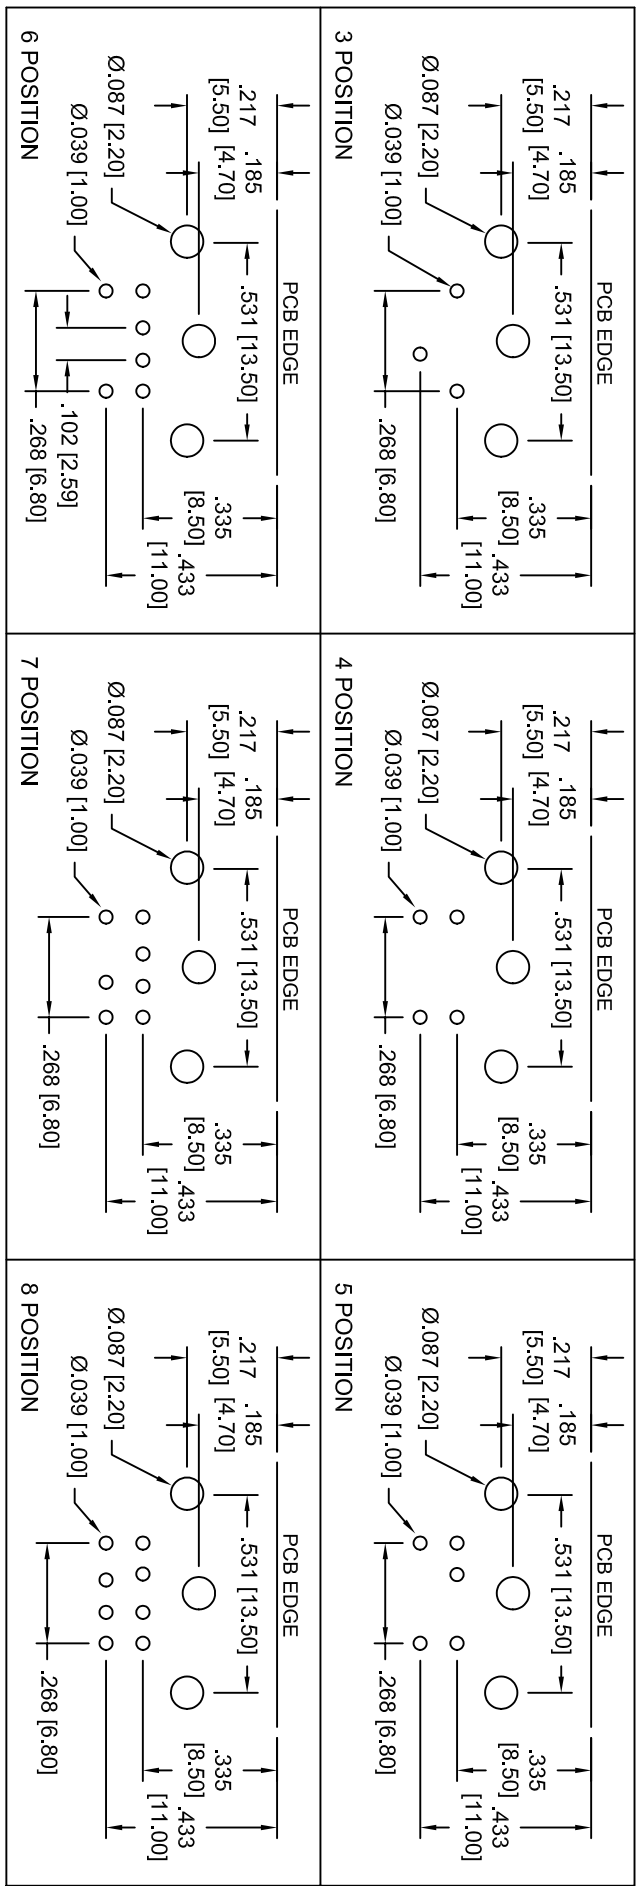 PCB EDGE
.217
[5.50]
.185
[4.70]
.531 [13.50]
.335
[8.50]
.433
[11.00]
Ø.087 [2.20]
Ø.039 [1.00]
.268 [6.80]
3 POSITION
PCB EDGE
.217
[5.50]
.185
[4.70]
.531 [13.50]
.335
[8.50]
.433
[11.00]
Ø.087 [2.20]
Ø.039 [1.00]
.268 [6.80]
4 POSITION
PCB EDGE
.217
[5.50]
.185
[4.70]
.531 [13.50]
.335
[8.50]
.433
[11.00]
Ø.087 [2.20]
Ø.039 [1.00]
.268 [6.80]
5 POSITION
PCB EDGE
.217
[5.50]
.185
[4.70]
.531 [13.50]
.335
[8.50]
.433
[11.00]
Ø.087 [2.20]
Ø.039 [1.00]
.102 [2.59]
.268 [6.80]
6 POSITION
PCB EDGE
.217
[5.50]
.185
[4.70]
.531 [13.50]
.335
[8.50]
.433
[11.00]
Ø.087 [2.20]
Ø.039 [1.00]
.268 [6.80]
7 POSITION
PCB EDGE
.217
[5.50]
.185
[4.70]
.531 [13.50]
.335
[8.50]
.433
[11.00]
Ø.087 [2.20]
Ø.039 [1.00]
.268 [6.80]
8 POSITION